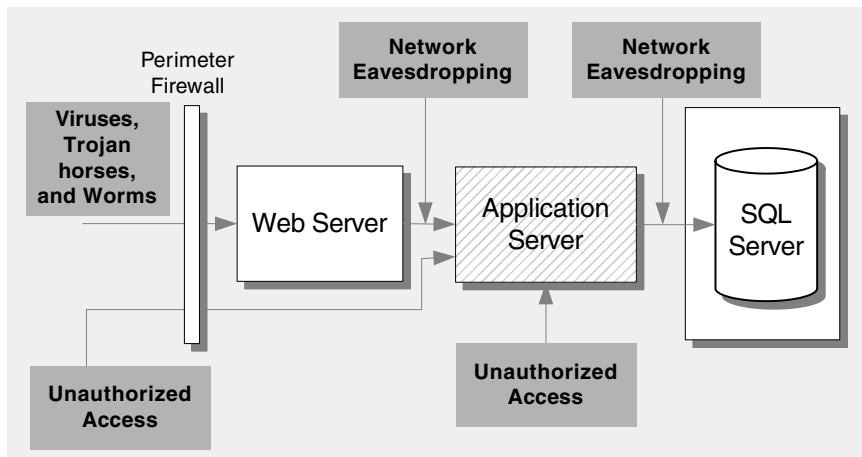 Perimeter
Firewall
Network
Eavesdropping
Network
Eavesdropping
Viruses,
Trojan
horses,
and Worms
Web Server
Application
Server
SQL
Server
Unauthorized
Access
Unauthorized
Access